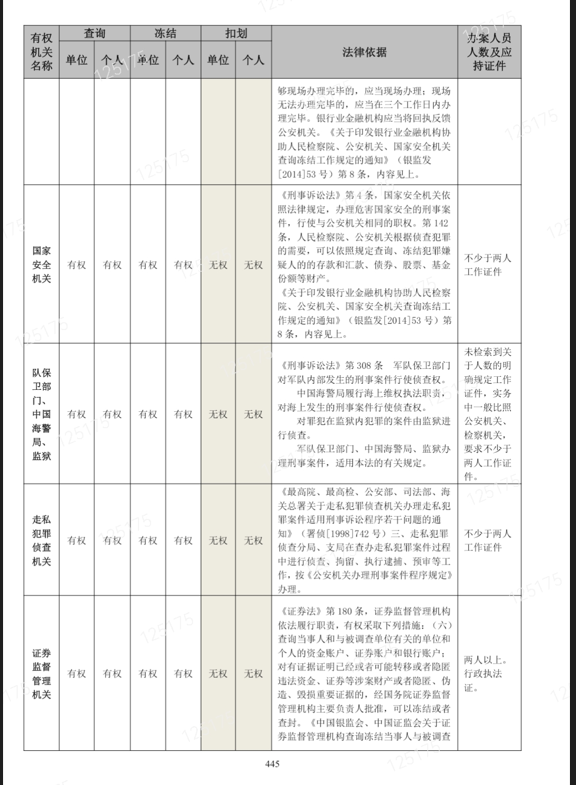 有权机关名称 查询 冻结 扣划 法律依据 办案人员人数及应持证件
单位 个人 单位 个人 单位 个人
够现场办理完毕的，应当现场办理；现场
无法办理完毕的，应当在三个工作日内办
理完毕。银行业金融机构应当将回执反馈
公安机关。《关于印发银行业金融机构协
助人民检察院、公安机关、国家安全机关
查询冻结工作规定的通知》（银监发
[2014]53 号）第 8 条，内容见上。
国家
安全
机关
有权 有权 有权 有权 无权 无权
《刑事诉讼法》第 4 条，国家安全机关依
照法律规定，办理危害国家安全的刑事案
件，行使与公安机关相同的职权。第 142
条，人民检察院、公安机关根据侦查犯罪
的需要，可以依照规定查询、冻结犯罪嫌
疑人的的存款和汇款、债券、股票、基金
份额等财产。
《关于印发银行业金融机构协助人民检察
院、公安机关、国家安全机关查询冻结工
作规定的通知》（银监发[2014]53 号）第
8 条，内容见上。
不少于两人
工作证件
队保
卫部
门、
中国
海警
局、
监狱
有权 有权 有权 有权 无权 无权
《刑事诉讼法》第 308 条 军队保卫部门
对军队内部发生的刑事案件行使侦查权。
中国海警局履行海上维权执法职责，
对海上发生的刑事案件行使侦查权。
对罪犯在监狱内犯罪的案件由监狱进
行侦查。
军队保卫部门、中国海警局、监狱办
理刑事案件，适用本法的有关规定。
未检索到关
于人数的明
确规定工作
证件，实务
中一般比照
公安机关、
检察机关，
要求不少于
两人工作证
件。
走私
犯罪
侦查
机关
有权 有权 有权 有权 无权 无权
《最高院、最高检、公安部、司法部、海
关总署关于走私犯罪侦查机关办理走私犯
罪案件适用刑事诉讼程序若干问题的通
知》（署侦[1998]742 号）三、走私犯罪
侦查分局、支局在查办走私犯罪案件过程
中进行侦查、拘留、执行逮捕、预审等工
作，按《公安机关办理刑事案件程序规定》
办理。
不少于两人
工作证件
证券
监督
管理
机关
有权 有权 有权 有权 无权 无权
《证券法》第 180 条，证券监督管理机构
依法履行职责，有权采取下列措施：（六）
查询当事人和与被调查单位有关的单位和
个人的资金账户、证券账户和银行账户；
对有证据证明已经或者可能转移或者隐匿
违法资金、证券等涉案财产或者隐匿、伪
造、毁损重要证据的，经国务院证券监督
管理机构主要负责人批准，可以冻结或者
查封。《中国银监会、中国证监会关于证
券监督管理机构查询冻结当事人与被调查
两人以上。
行政执法
证。
445
125175